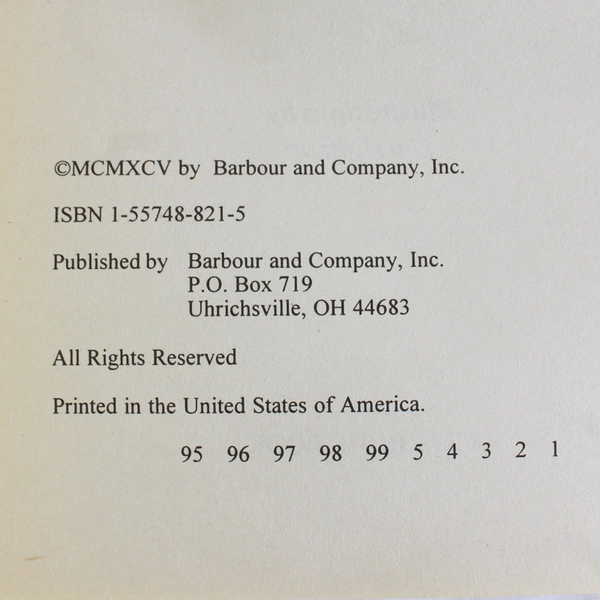 ©MCMXCV by Barbour and Company, Inc.
ISBN 1-55748-821-5
Published by Barbour and Company, Inc.
P.O. Box 719
Uhrichsville, OH 44683
All Rights Reserved
Printed in the United States of America.
95 96 97 98 99 5 4 3 2 1